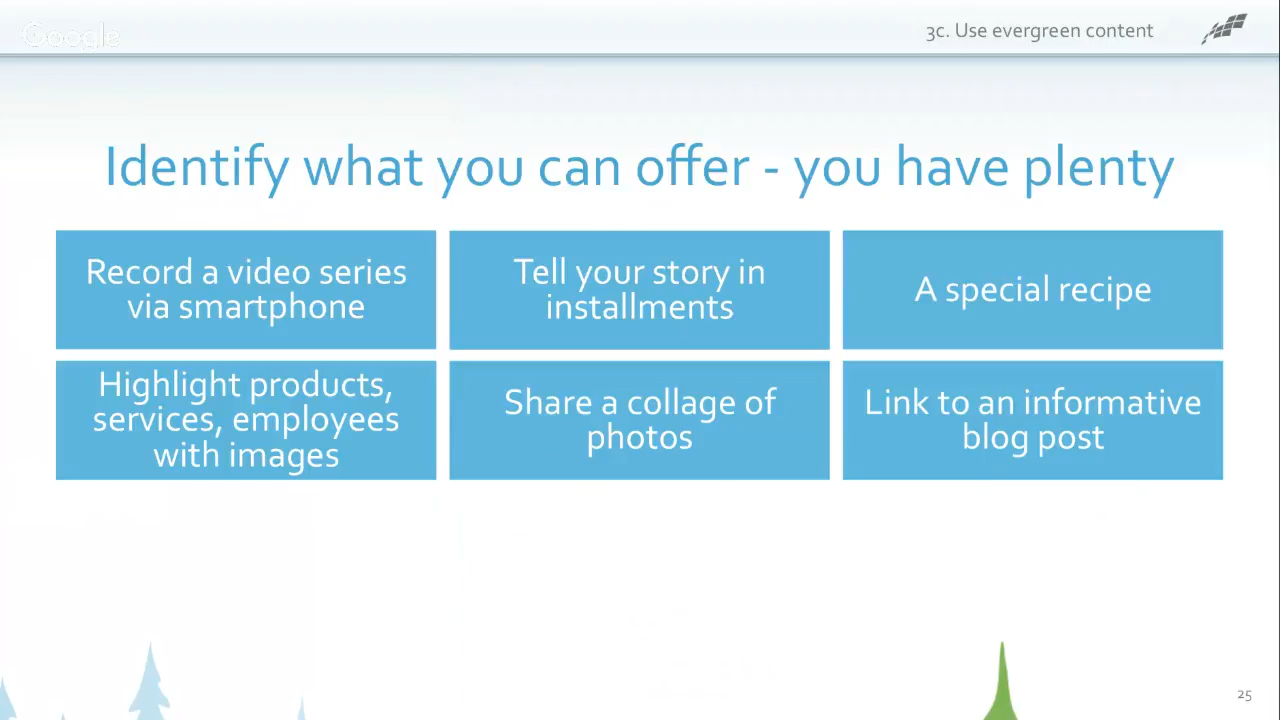 Google
3c. Use evergreen content
Identify what you can offer - you have plenty
Record a video series
via smartphone
Tell your story in
installments
A special recipe
Highlight products,
services, employees
with images
Share a collage of
photos
Link to an informative
blog post
25